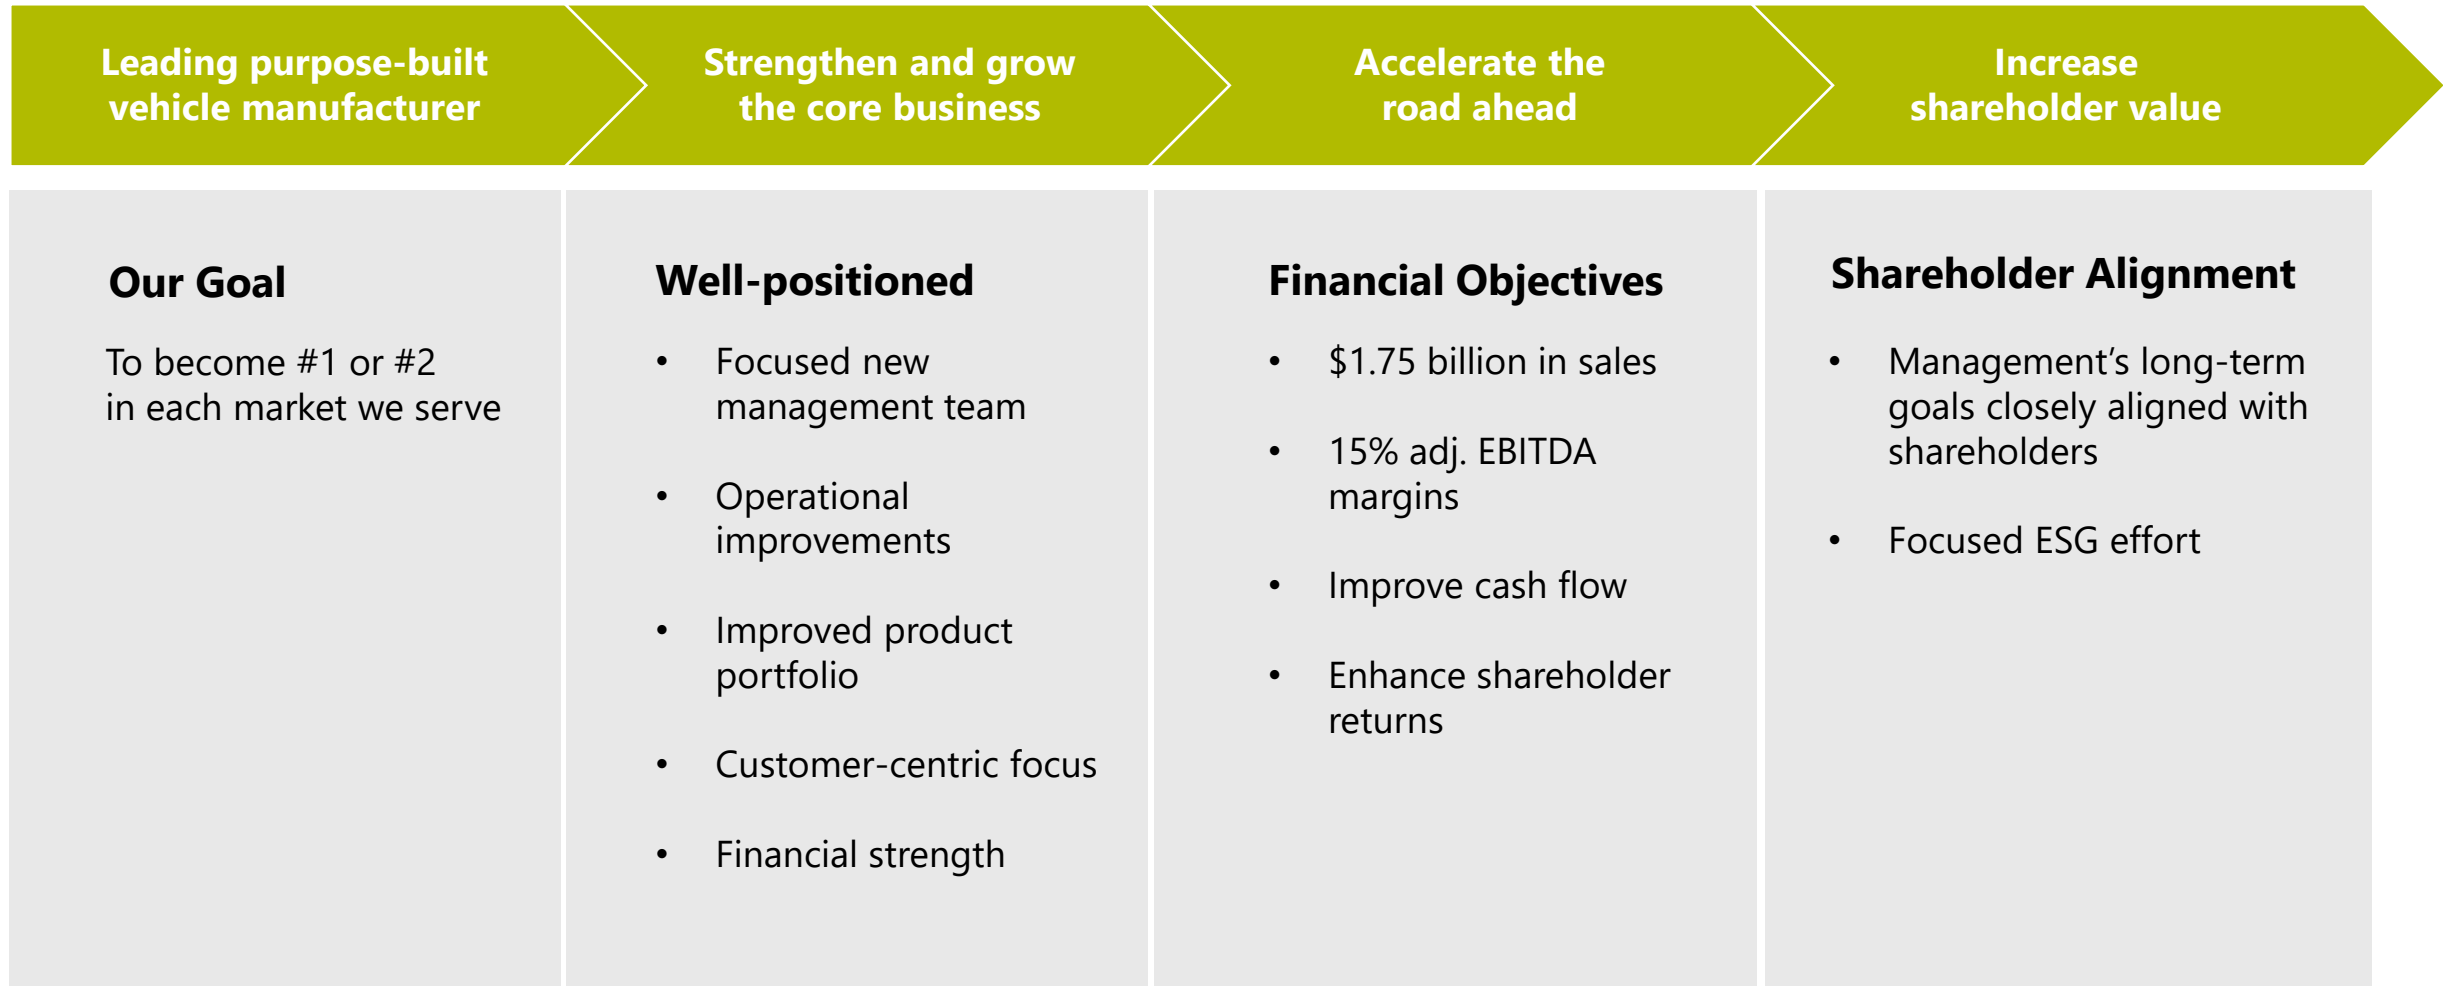 Leading purpose-built
vehicle manufacturer
Strengthen and grow
the core business
Accelerate the
road ahead
Increase
shareholder value
Our Goal
To become #1 or #2
in each market we serve
Well-positioned
• Focused new
management team
• Operational
improvements
• Improved product
portfolio
• Customer-centric focus
• Financial strength
Financial Objectives
• $1.75 billion in sales
• 15% adj. EBITDA
margins
• Improve cash flow
• Enhance shareholder
returns
Shareholder Alignment
• Management’s long-term
goals closely aligned with
shareholders
• Focused ESG effort